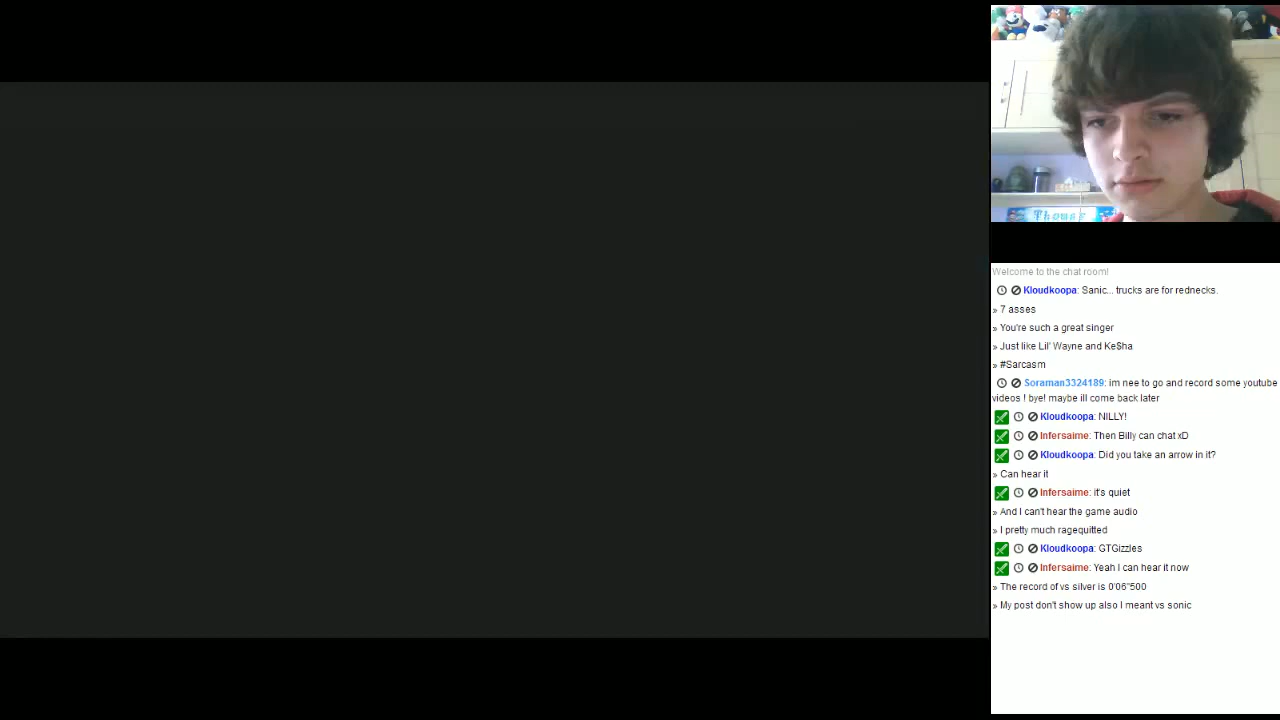 Thomas
Welcome to the chat room!
Kloudkoopa: Sanic... trucks are for rednecks.
» 7 asses
» You're such a great singer
» Just like Lil' Wayne and Ke$ha
» #Sarcasm
Soraman3324189: im nee to go and record some youtube
videos ! bye! maybe ill come back later
Kloudkoopa: NILLY!
Infersaime: Then Billy can chat xD
Kloudkoopa: Did you take an arrow in it?
» Can hear it
Infersaime: it's quiet
» And I can't hear the game audio
» I pretty much ragequitted
Kloudkoopa: GTGizzles
Infersaime: Yeah I can hear it now
» The record of vs silver is 0'06"500
» My post don't show up also I meant vs sonic